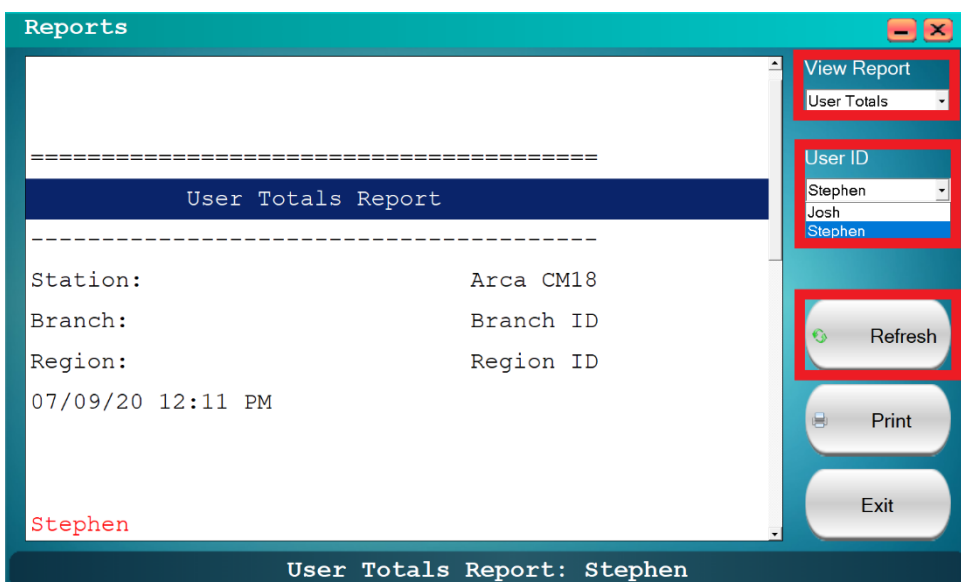 Reports
========================================
User Totals Report
----------------------------------------
Station: Arca CM18
Branch: Branch ID
Region: Region ID
07/09/20 12:11 PM
Stephen
View Report
User Totals
User ID
Stephen
Josh
Stephen
Refresh
Print
Exit
User Totals Report: Stephen